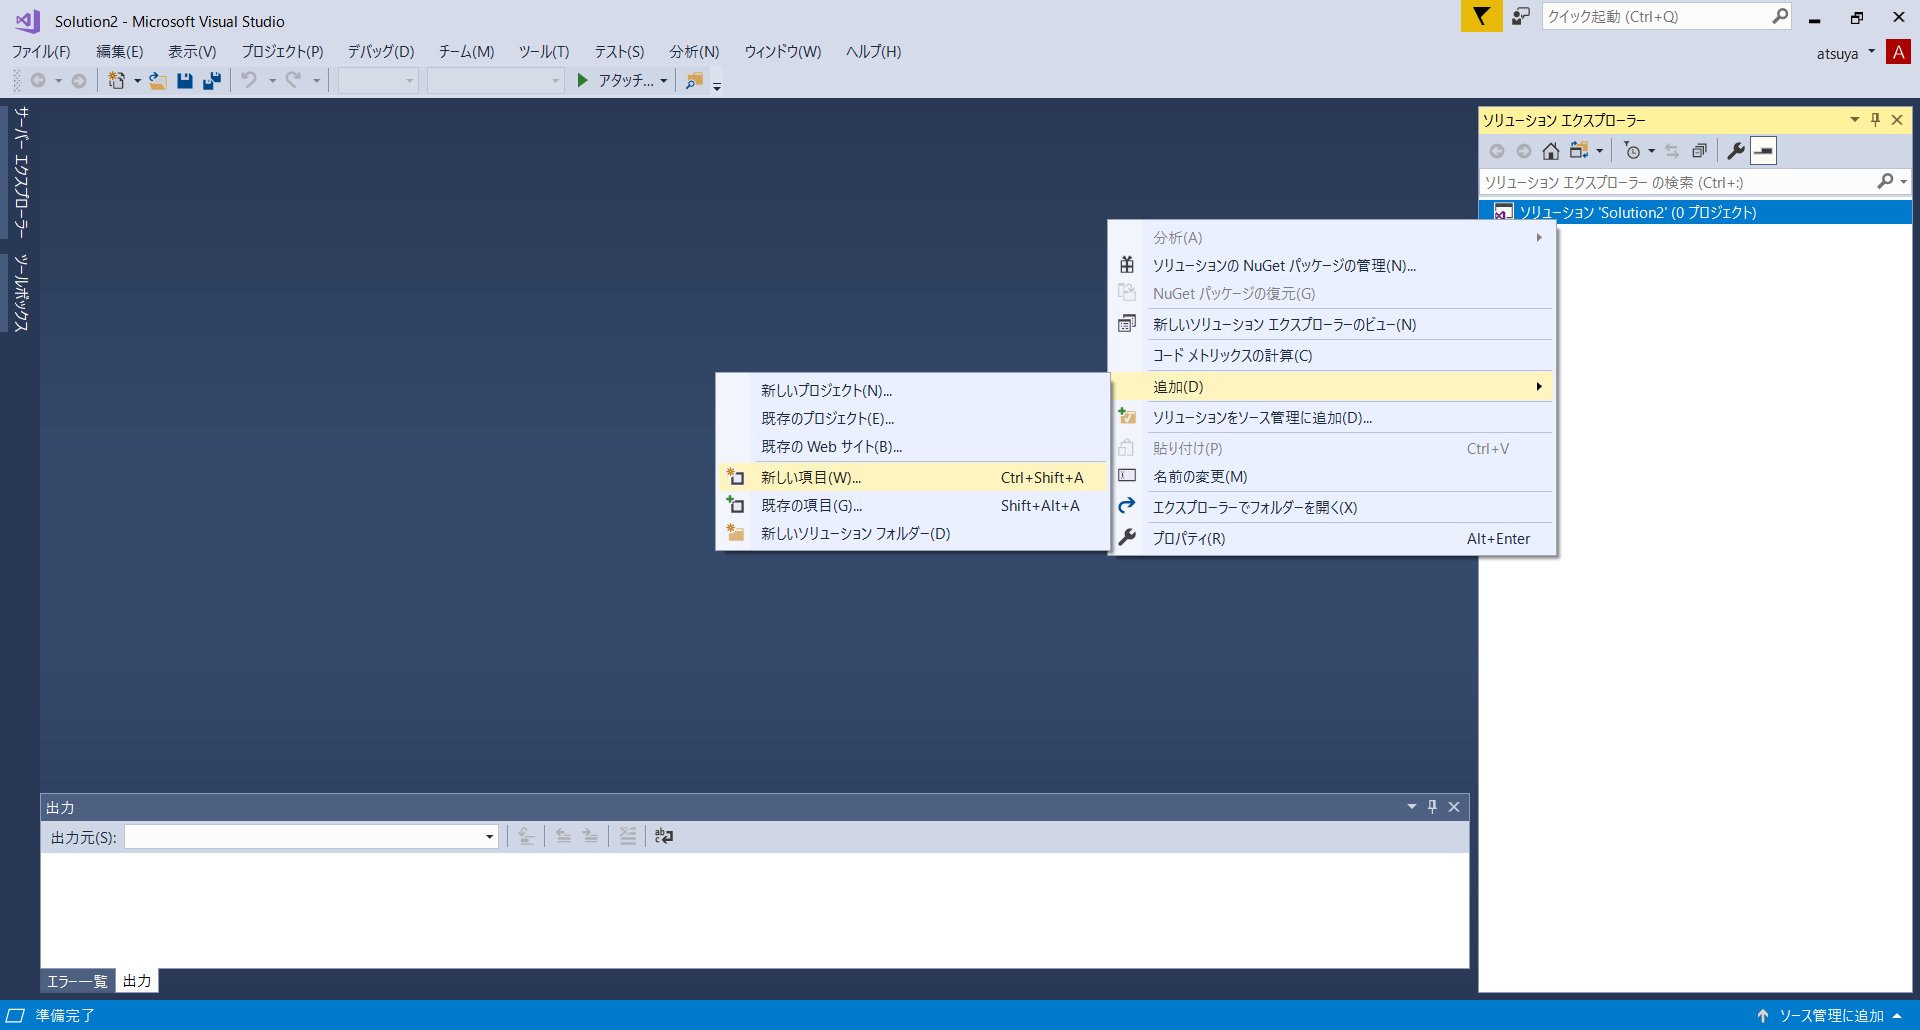 Solution2 - Microsoft Visual Studio
クイック起動 (Ctrl+Q)
ファイル(F) 編集(E) 表示(V) プロジェクト(P) デバッグ(D) チーム(M) ツール(T) テスト(S) 分析(N) ウィンドウ(W) ヘルプ(H)
atsuya A
アタッチ...
サーバー エクスプローラー
ツールボックス
ソリューション エクスプローラー
ソリューション エクスプローラー の検索 (Ctrl+:)
ソリューション 'Solution2' (0 プロジェクト)
分析(A)
ソリューションの NuGet パッケージの管理(N)...
NuGet パッケージの復元(G)
新しいソリューション エクスプローラーのビュー(N)
コード メトリックスの計算(C)
追加(D)
ソリューションをソース管理に追加(D)...
貼り付け(P) Ctrl+V
名前の変更(M)
エクスプローラーでフォルダーを開く(X)
プロパティ(R) Alt+Enter
新しいプロジェクト(N)...
既存のプロジェクト(E)...
既存の Web サイト(B)...
新しい項目(W)... Ctrl+Shift+A
既存の項目(G)... Shift+Alt+A
新しいソリューション フォルダー(D)
出力
出力元(S):
エラー一覧 出力
準備完了
ソース管理に追加